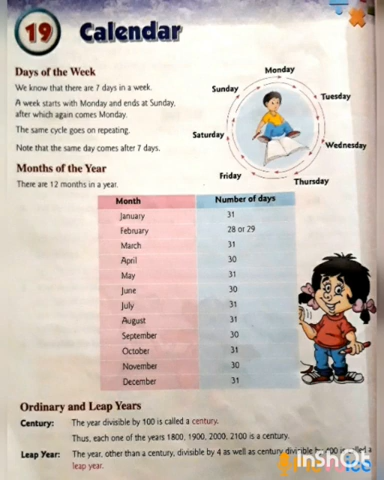 19 Calendar
Days of the Week
We know that there are 7 days in a week.
A week starts with Monday and ends at Sunday,
after which again comes Monday.
The same cycle goes on repeating.
Note that the same day comes after 7 days.
Monday
Tuesday
Wednesday
Thursday
Friday
Saturday
Sunday
Months of the Year
There are 12 months in a year.
Month Number of days
January 31
February 28 or 29
March 31
April 30
May 31
June 30
July 31
August 31
September 30
October 31
November 30
December 31
Ordinary and Leap Years
Century: The year divisible by 100 is called a century.
Thus, each one of the years 1800, 1900, 2000, 2100 is a century.
Leap Year: The year, other than a century, divisible by 4 as well as century divisible by 400 is called a
leap year.
InShOt